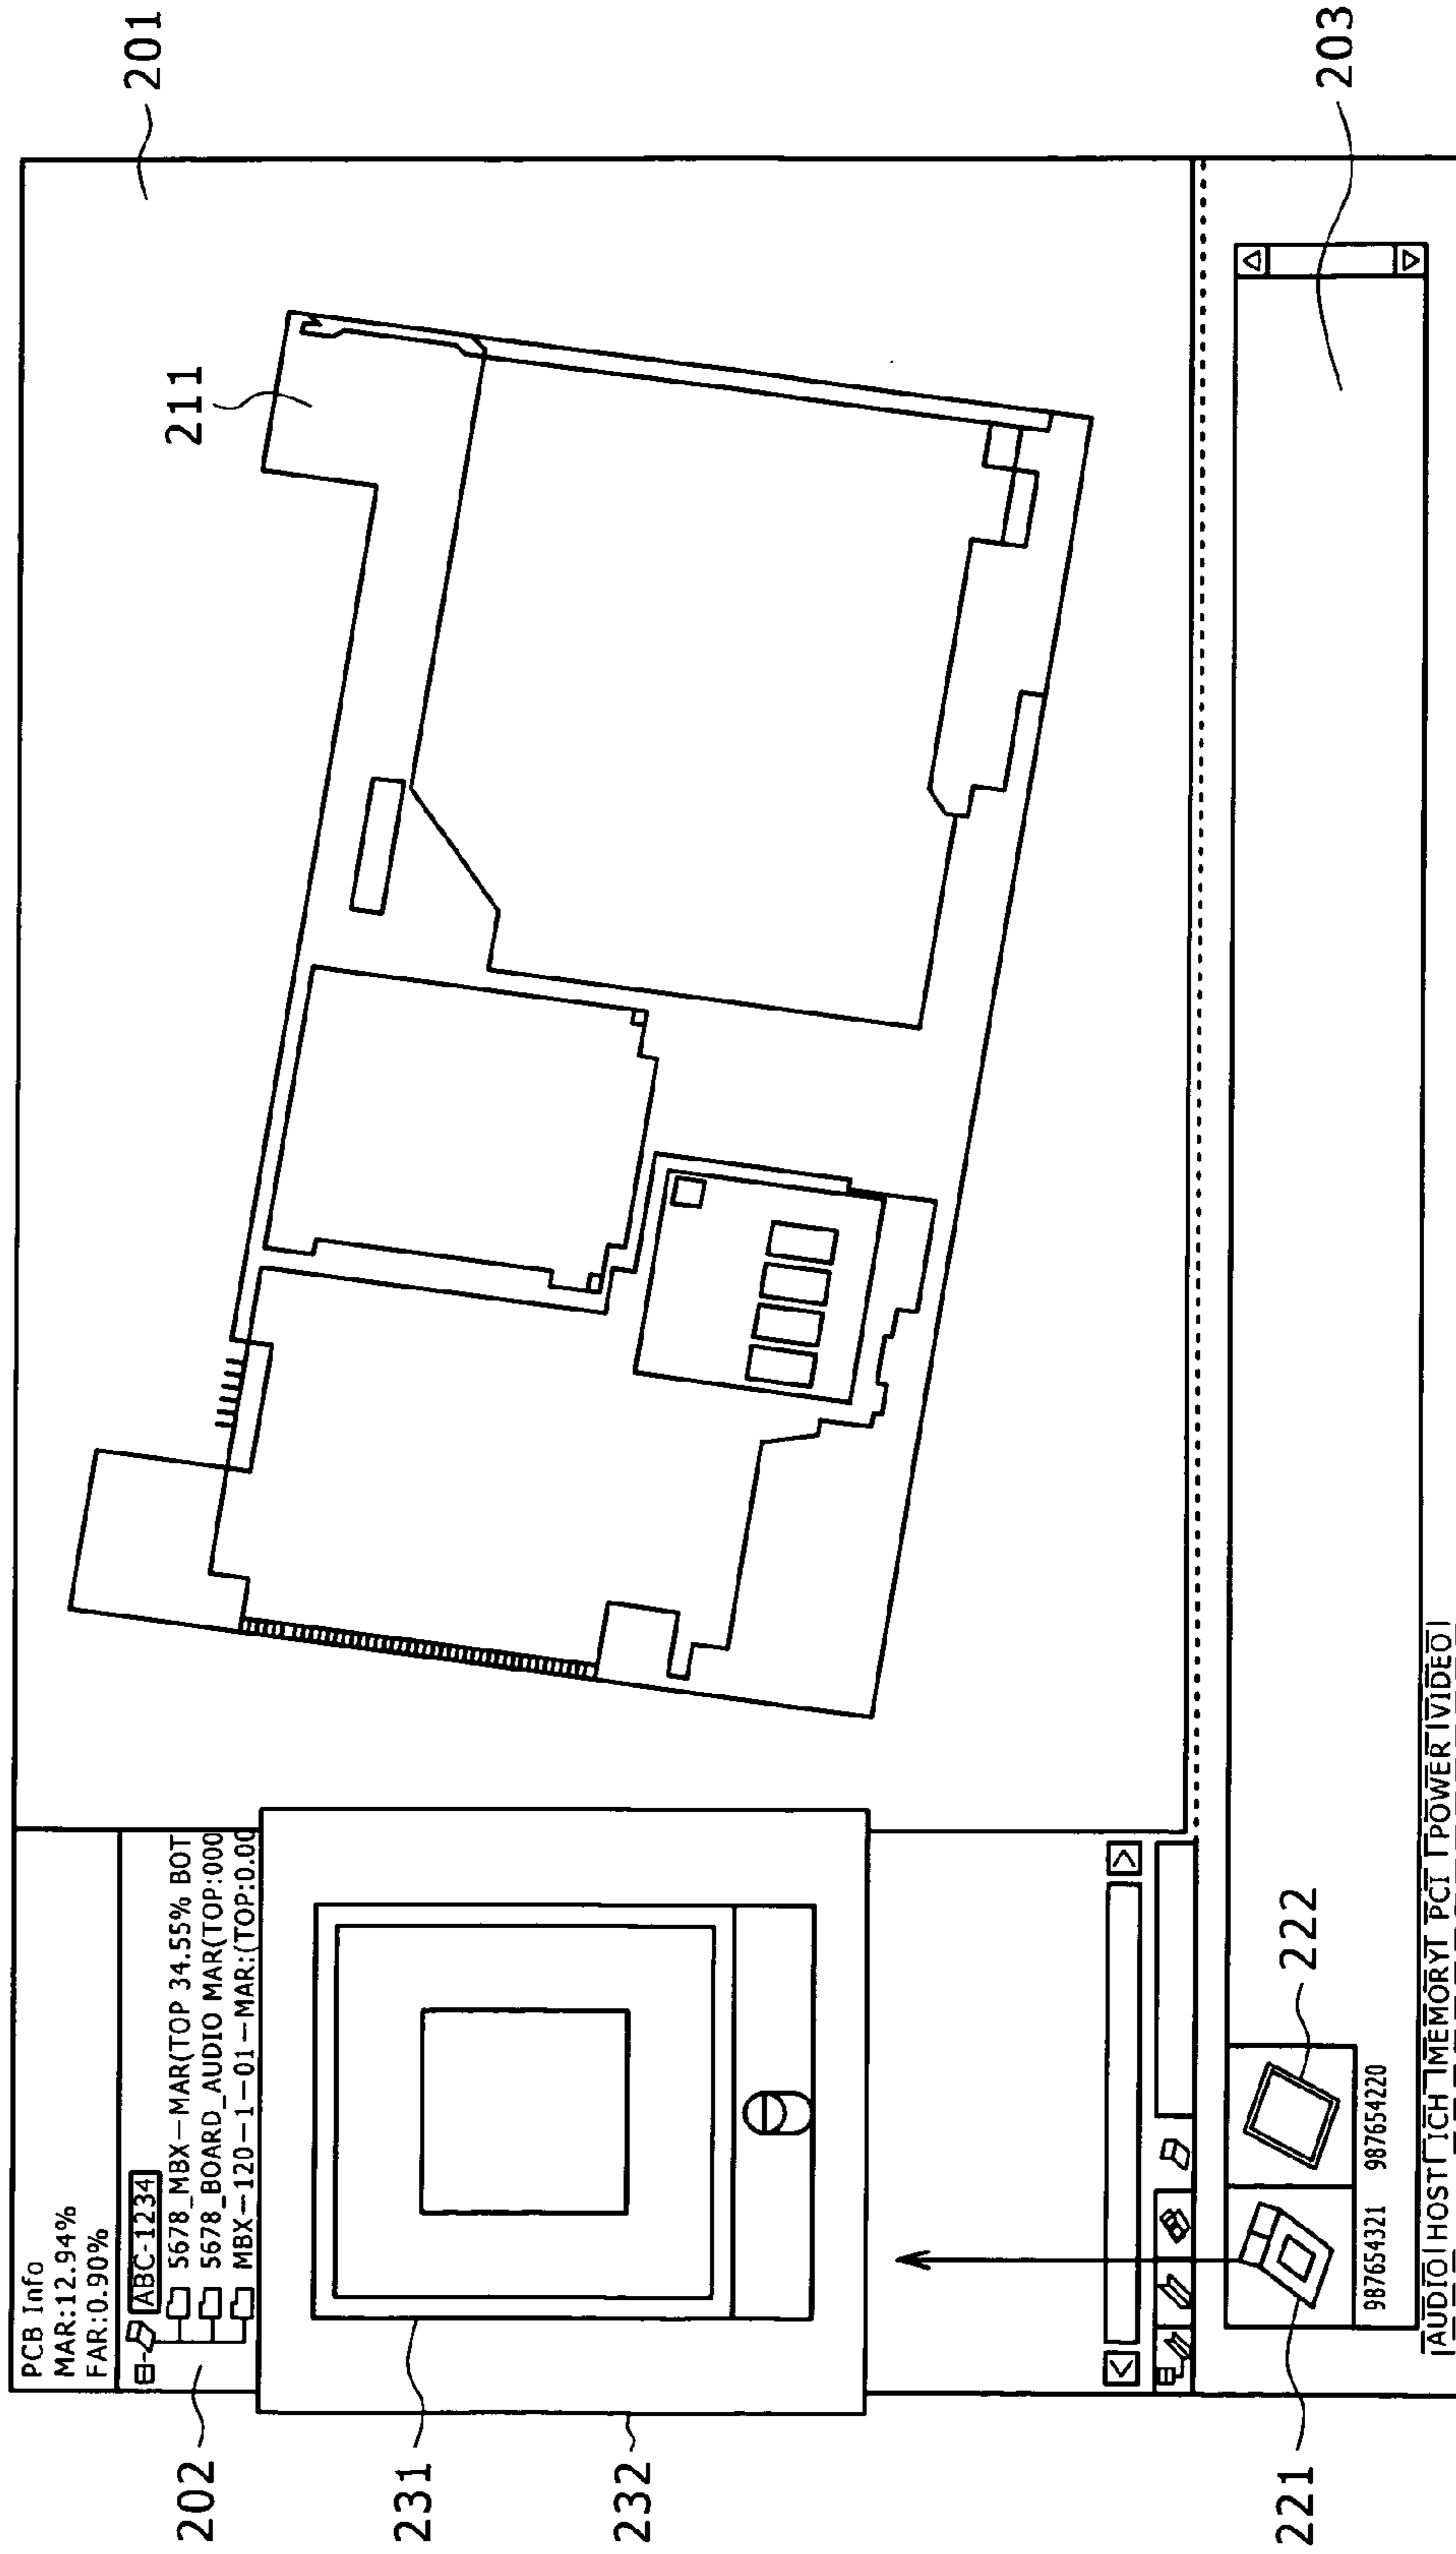 201
PCB Info
MAR:12.94%
FAR:0.90%
ABC-1234
5678_MBX-MAR(TOP 34.55% BOT
5678_BOARD_AUDIO MAR(TOP:000
MBX-120-1-01-MAR:(TOP:0.00
202
211
231
232
203
222
221
987654321 987654220
AUDIO HOST ICH MEMORY PCI POWER VIDEO